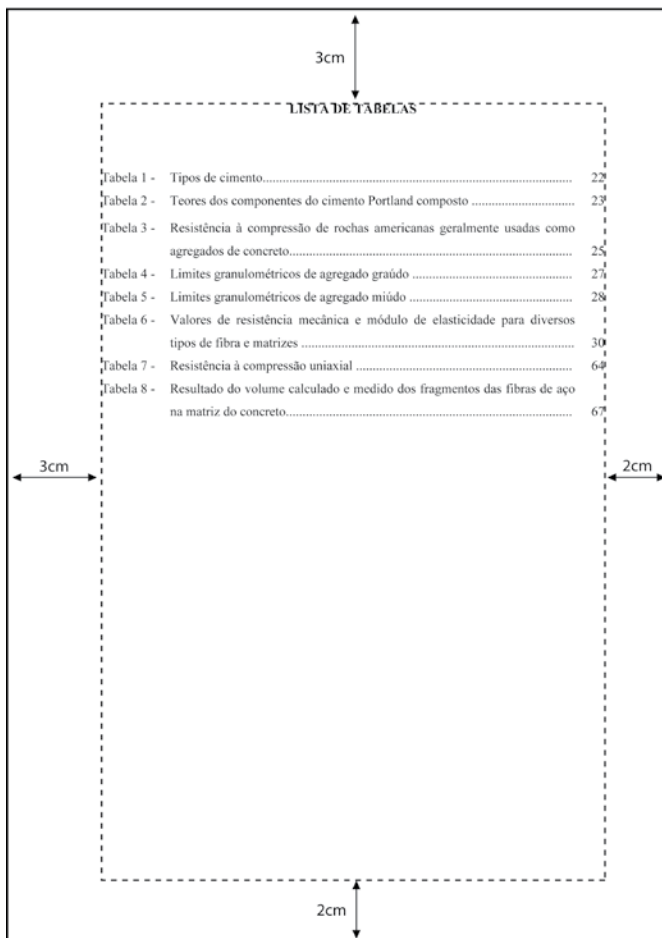 3cm
LISTA DE TABELAS
Tabela 1 - Tipos de cimento........................................................................................................ 22
Tabela 2 - Teores dos componentes do cimento Portland composto ................................... 23
Tabela 3 - Resistência à compressão de rochas americanas geralmente usadas como
agregados de concreto............................................................................................... 25
Tabela 4 - Limites granulométricos de agregado graúdo ...................................................... 27
Tabela 5 - Limites granulométricos de agregado miúdo ........................................................ 28
Tabela 6 - Valores de resistência mecânica e módulo de elasticidade para diversos
tipos de fibra e matrizes ............................................................................................ 30
Tabela 7 - Resistência à compressão uniaxial .......................................................................... 64
Tabela 8 - Resultado do volume calculado e medido dos fragmentos das fibras de aço
na matriz do concreto................................................................................................ 67
3cm 2cm
2cm